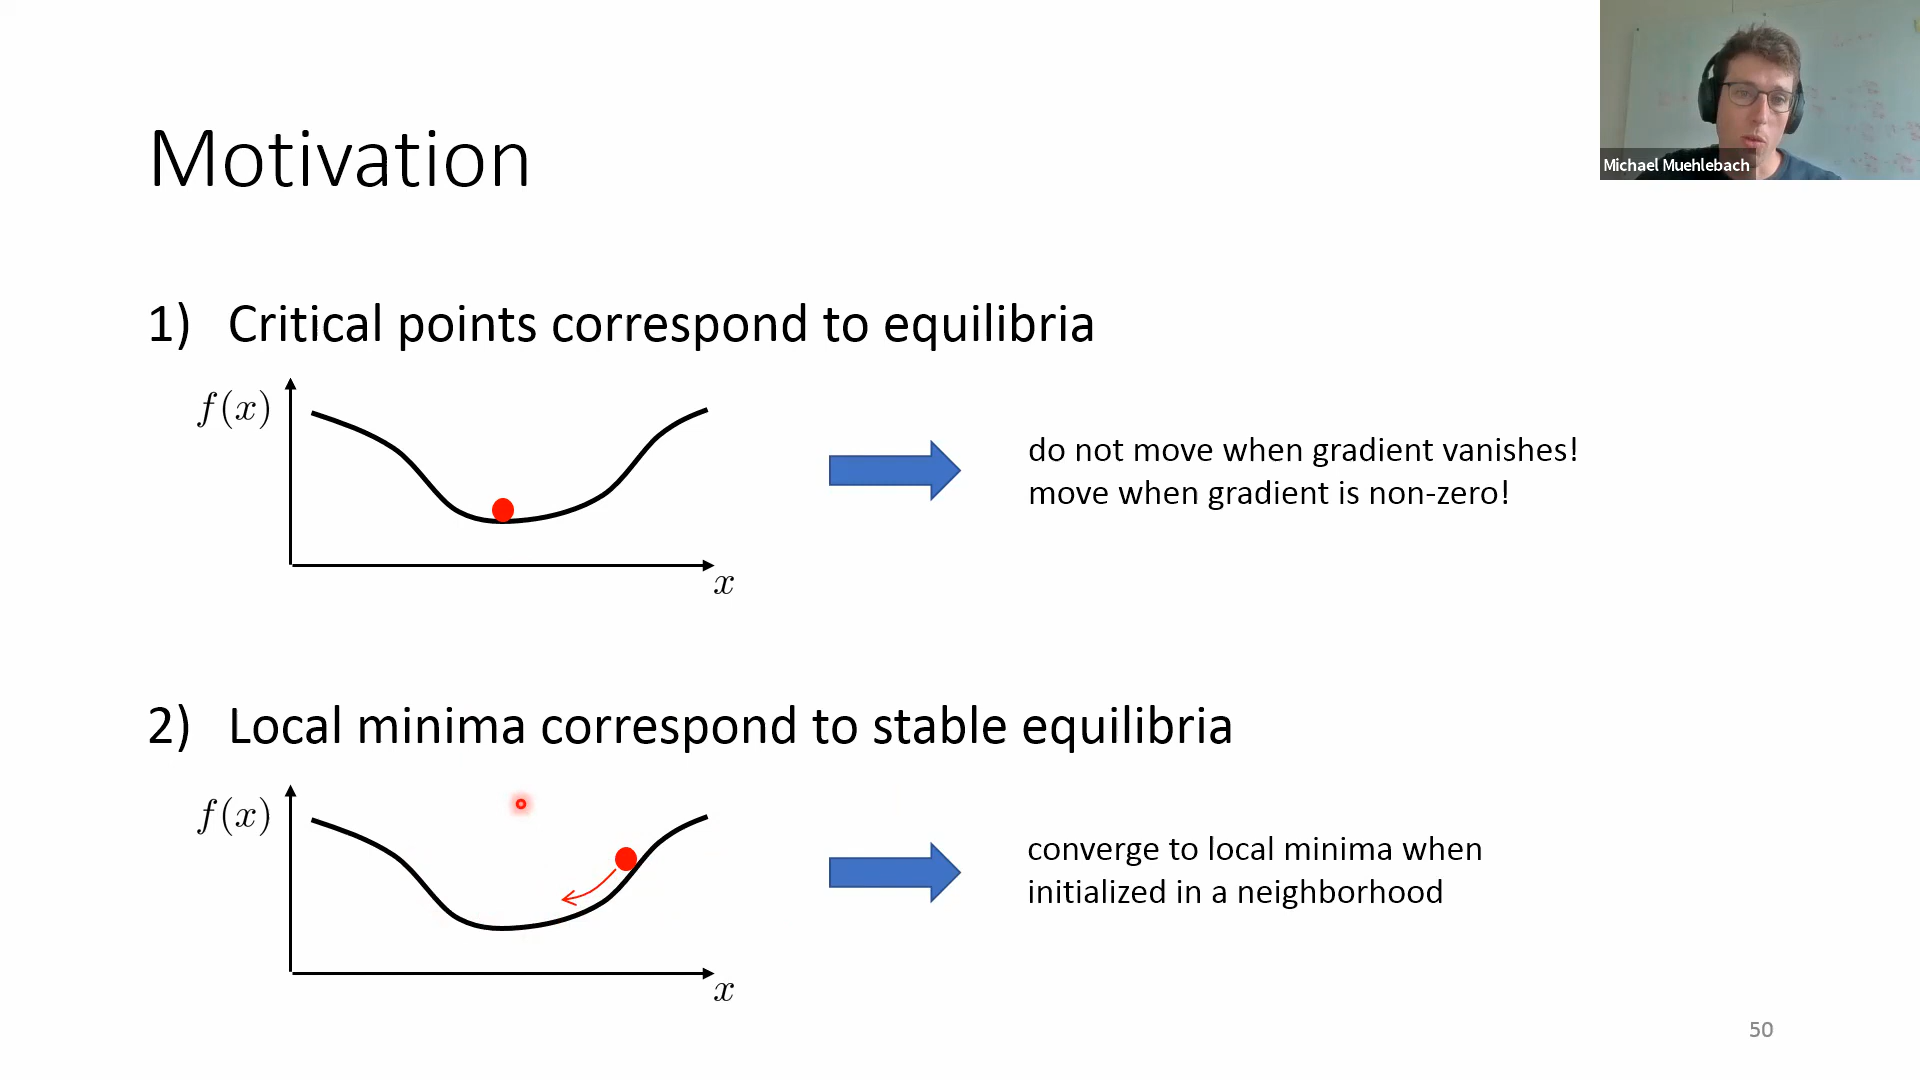 Michael Muehlebach
Motivation
1) Critical points correspond to equilibria
f(x)
x
do not move when gradient vanishes!
move when gradient is non-zero!
2) Local minima correspond to stable equilibria
f(x)
x
converge to local minima when
initialized in a neighborhood
50